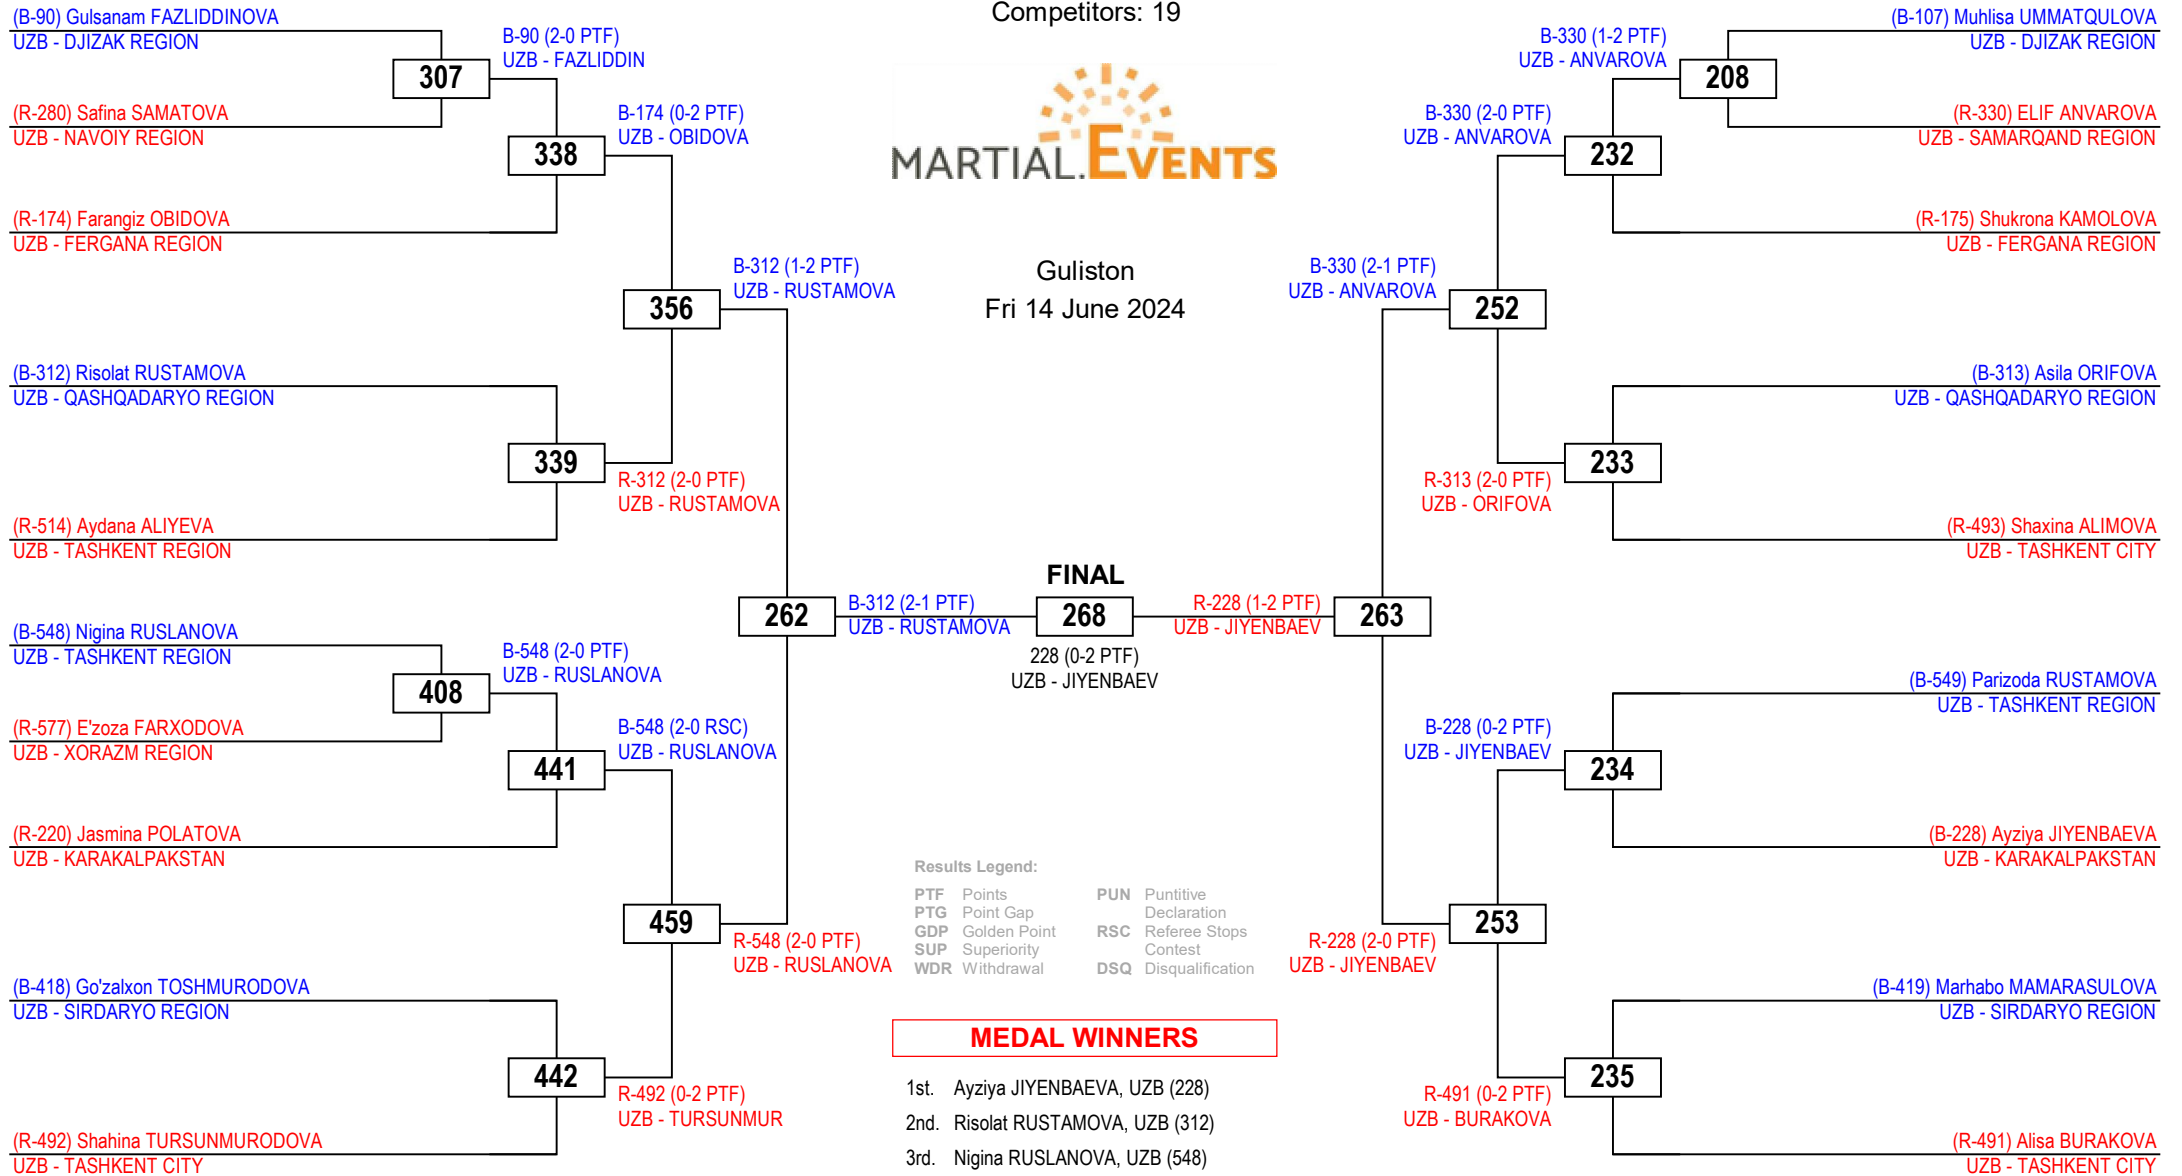 Competitors: 19
MARTIAL.EVENTS
Guliston
Fri 14 June 2024
(B-90) Gulsanam FAZLIDDINOVA
UZB - DJIZAK REGION
307
B-90 (2-0 PTF)
UZB - FAZLIDDIN
(R-280) Safina SAMATOVA
UZB - NAVOIY REGION
338
B-174 (0-2 PTF)
UZB - OBIDOVA
(R-174) Farangiz OBIDOVA
UZB - FERGANA REGION
356
B-312 (1-2 PTF)
UZB - RUSTAMOVA
(B-312) Risolat RUSTAMOVA
UZB - QASHQADARYO REGION
339
R-312 (2-0 PTF)
UZB - RUSTAMOVA
(R-514) Aydana ALIYEVA
UZB - TASHKENT REGION
262
B-312 (2-1 PTF)
UZB - RUSTAMOVA
(B-548) Nigina RUSLANOVA
UZB - TASHKENT REGION
408
B-548 (2-0 PTF)
UZB - RUSLANOVA
(R-577) E'zoza FARXODOVA
UZB - XORAZM REGION
441
B-548 (2-0 RSC)
UZB - RUSLANOVA
(R-220) Jasmina POLATOVA
UZB - KARAKALPAKSTAN
459
R-548 (2-0 PTF)
UZB - RUSLANOVA
(B-418) Go'zalxon TOSHMURODOVA
UZB - SIRDARYO REGION
442
R-492 (0-2 PTF)
UZB - TURSUNMUR
(R-492) Shahina TURSUNMURODOVA
UZB - TASHKENT CITY
FINAL
268
228 (0-2 PTF)
UZB - JIYENBAEV
(B-107) Muhlisa UMMATQULOVA
UZB - DJIZAK REGION
B-330 (1-2 PTF)
UZB - ANVAROVA
208
(R-330) ELIF ANVAROVA
UZB - SAMARQAND REGION
B-330 (2-0 PTF)
UZB - ANVAROVA
232
(R-175) Shukrona KAMOLOVA
UZB - FERGANA REGION
B-330 (2-1 PTF)
UZB - ANVAROVA
252
(B-313) Asila ORIFOVA
UZB - QASHQADARYO REGION
233
R-313 (2-0 PTF)
UZB - ORIFOVA
(R-493) Shaxina ALIMOVA
UZB - TASHKENT CITY
R-228 (1-2 PTF)
UZB - JIYENBAEV
263
(B-549) Parizoda RUSTAMOVA
UZB - TASHKENT REGION
B-228 (0-2 PTF)
UZB - JIYENBAEV
234
(B-228) Ayziya JIYENBAEVA
UZB - KARAKALPAKSTAN
253
R-228 (2-0 PTF)
UZB - JIYENBAEV
(B-419) Marhabo MAMARASULOVA
UZB - SIRDARYO REGION
235
R-491 (0-2 PTF)
UZB - BURAKOVA
(R-491) Alisa BURAKOVA
UZB - TASHKENT CITY
Results Legend:
PTF Points
PTG Point Gap
GDP Golden Point
SUP Superiority
WDR Withdrawal
PUN Puntitive
Declaration
RSC Referee Stops
Contest
DSQ Disqualification
MEDAL WINNERS
1st. Ayziya JIYENBAEVA, UZB (228)
2nd. Risolat RUSTAMOVA, UZB (312)
3rd. Nigina RUSLANOVA, UZB (548)